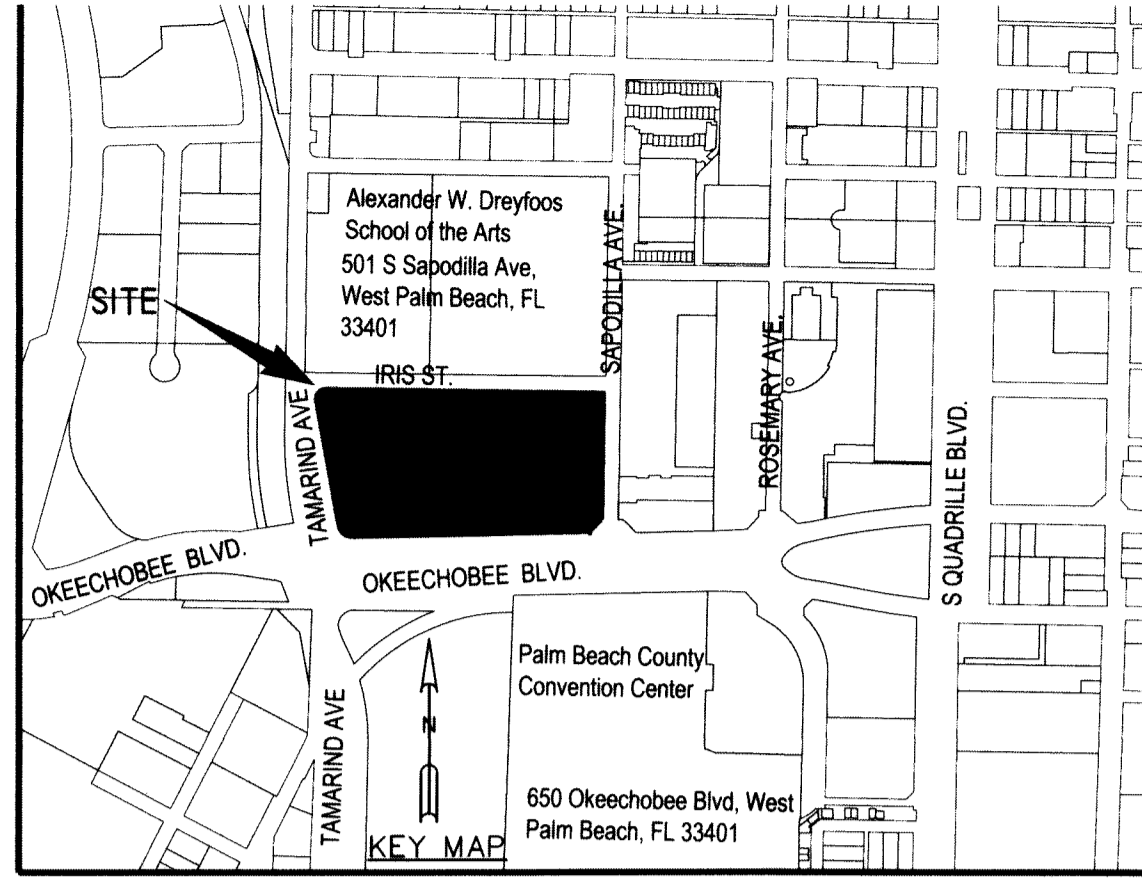 Alexander W. Dreyfoos
School of the Arts
501 S Sapodilla Ave,
West Palm Beach, FL
33401
SITE
IRIS ST.
SAPODILLA AVE.
ROSEMARY AVE.
TAMARIND AVE
S QUADRILLE BLVD.
OKEECHOBEE BLVD.
OKEECHOBEE BLVD.
Palm Beach County
Convention Center
TAMARIND AVE
N
650 Okeechobee Blvd, West
Palm Beach, FL 33401
KEY MAP